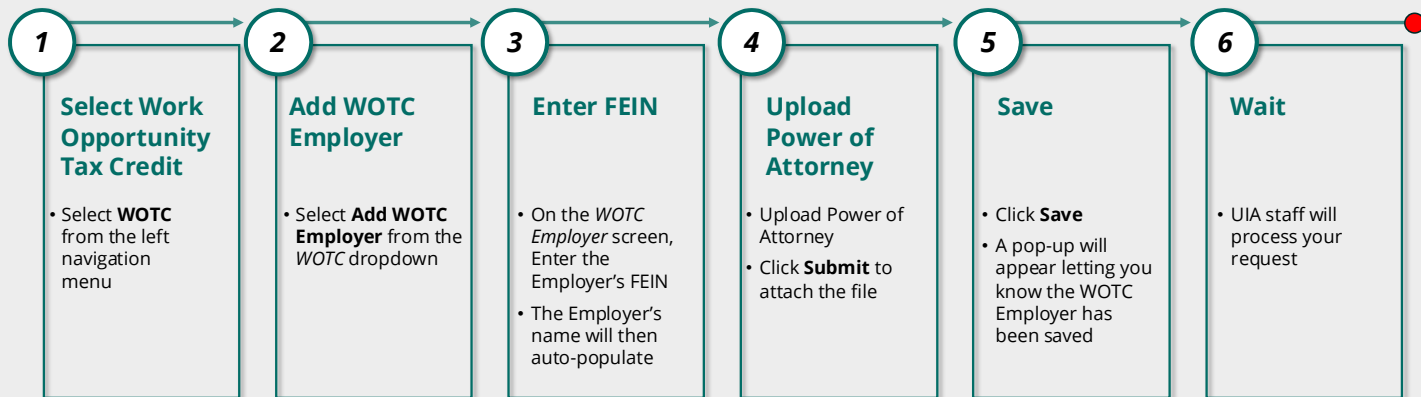 1
Select Work
Opportunity
Tax Credit
• Select WOTC
from the left
navigation
menu
2
Add WOTC
Employer
• Select Add WOTC
Employer from the
WOTC dropdown
3
Enter FEIN
• On the WOTC
Employer screen,
Enter the
Employer's FEIN
• The Employer's
name will then
auto-populate
4
Upload
Power of
Attorney
• Upload Power of
Attorney
• Click Submit to
attach the file
5
Save
• Click Save
• A pop-up will
appear letting you
know the WOTC
Employer has
been saved
6
Wait
• UIA staff will
process your
request